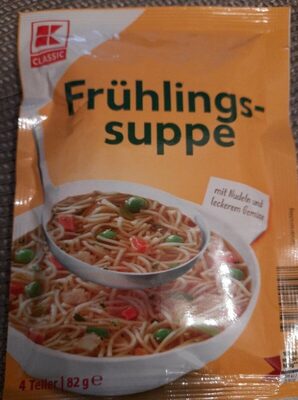 K
CLASSIC
Frühlings-
suppe
mit Nudeln und
leckerem Gemüse
4 Teller | 82 g ℮